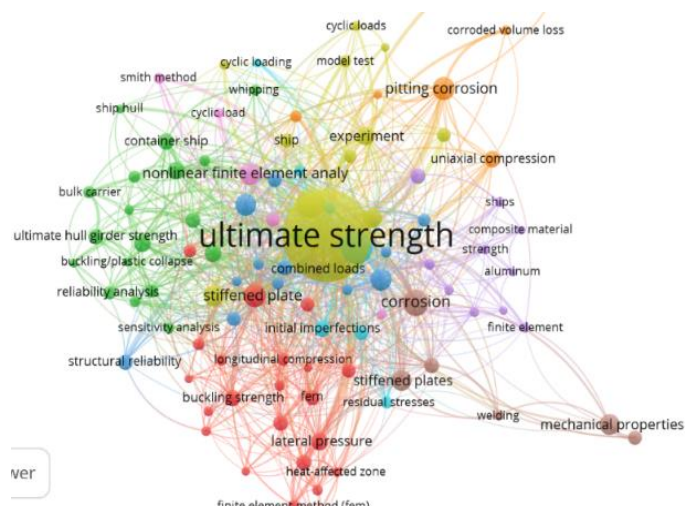 cyclic loads
corroded volume loss
cyclic loading
model test
smith method
whipping
pitting corrosion
ship hull
cyclic load
container ship
ship
experiment
uniaxial compression
nonlinear finite element analy
bulk carrier
ships
ultimate hull girder strength
ultimate strength
composite material
strength
buckling/plastic collapse
combined loads
aluminum
reliability analysis
stiffened plate
corrosion
sensitivity analysis
initial imperfections
finite element
structural reliability
longitudinal compression
stiffened plates
buckling strength
fem
residual stresses
welding
mechanical properties
lateral pressure
heat-affected zone
wer
finite element method (fem)